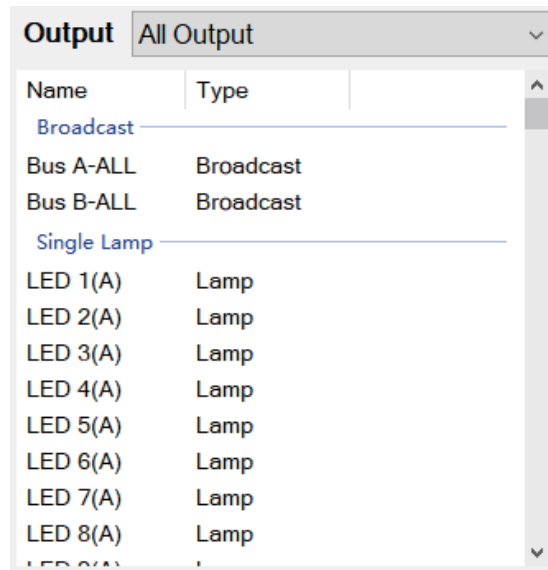 Output All Output
Name Type
Broadcast
Bus A-ALL Broadcast
Bus B-ALL Broadcast
Single Lamp
LED 1(A) Lamp
LED 2(A) Lamp
LED 3(A) Lamp
LED 4(A) Lamp
LED 5(A) Lamp
LED 6(A) Lamp
LED 7(A) Lamp
LED 8(A) Lamp